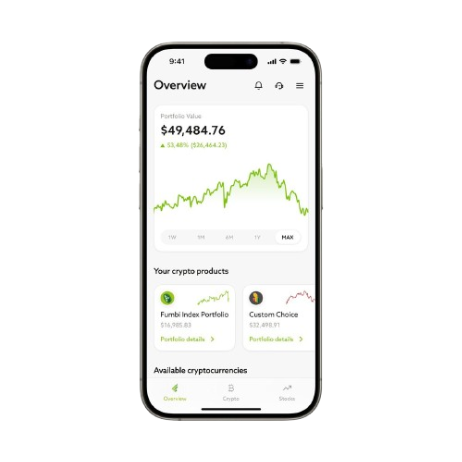 9:41
Overview
Portfolio Value
$49,484.76
▲ 53,48% ($26,464.23)
1W 1M 6M 1Y MAX
Your crypto products
Fumbi Index Portfolio
$16,985.83
Portfolio details >
Custom Choice
$32,498.91
Portfolio details >
Available cryptocurrencies
Overview Crypto Stocks